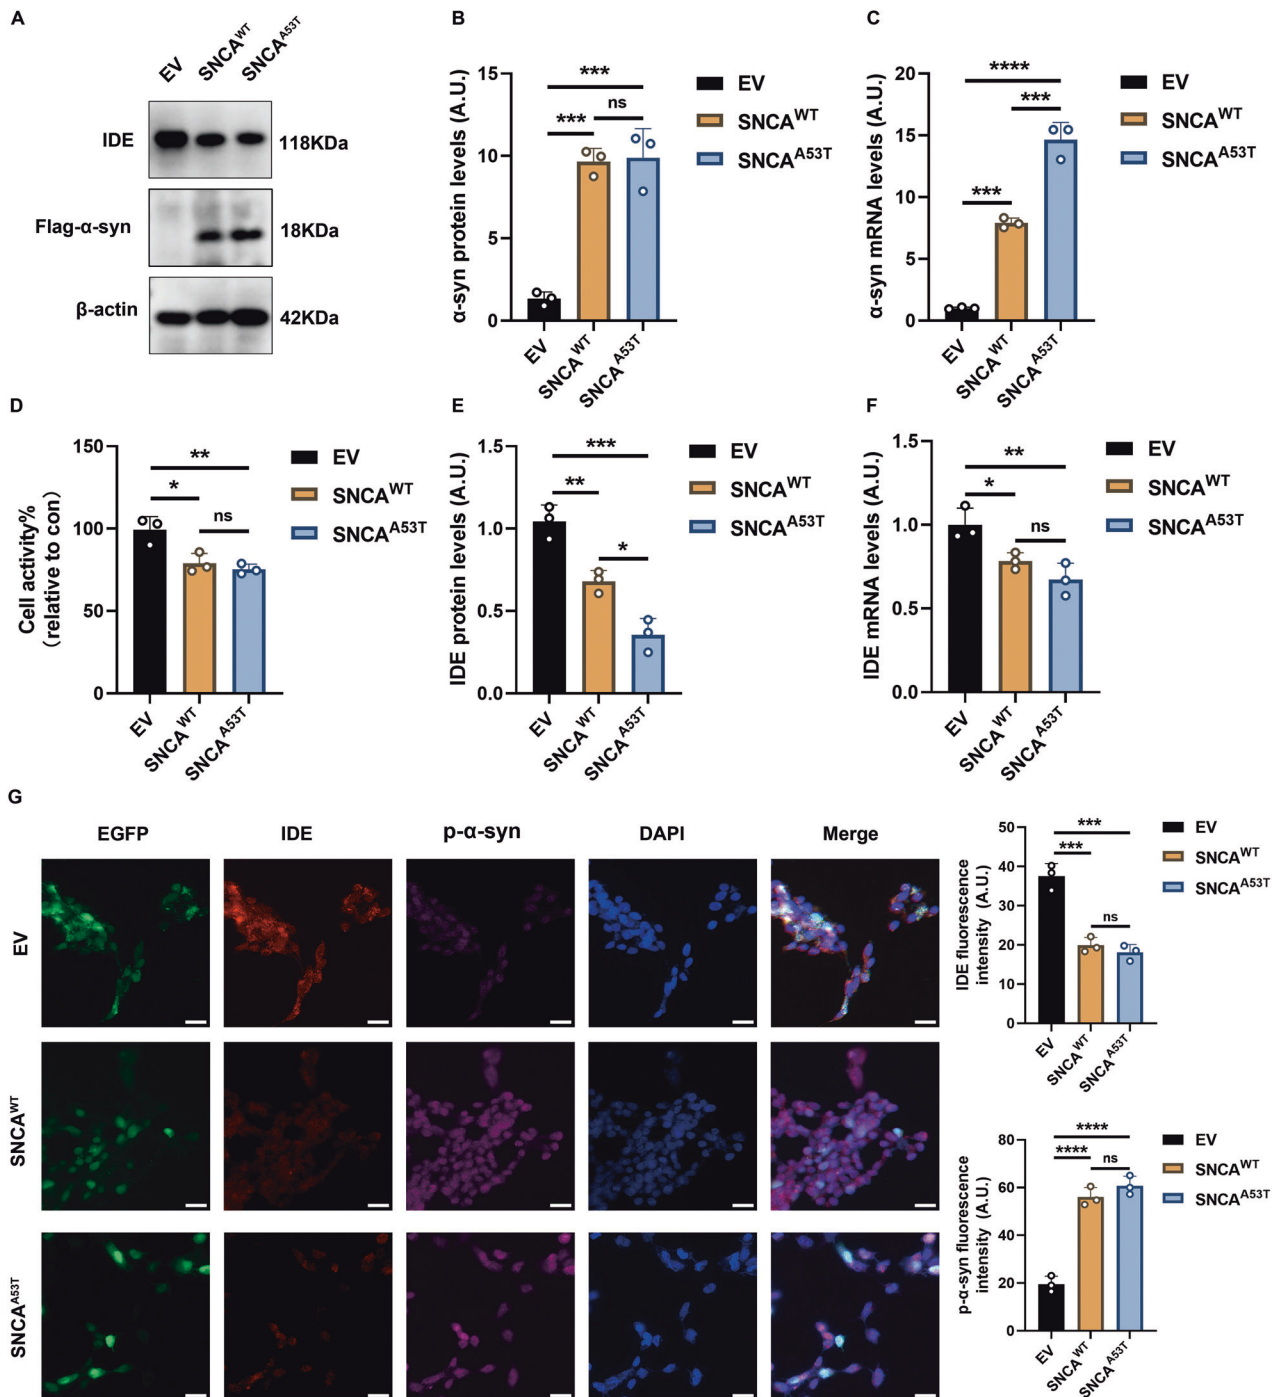 A
EV
SNCA^WT
SNCA^A53T
IDE
118KDa
Flag-α-syn
18KDa
β-actin
42KDa
B
α-syn protein levels (A.U.)
15
10
5
0
***
***
ns
EV
SNCA^WT
SNCA^A53T
EV
SNCA^WT
SNCA^A53T
C
α-syn mRNA levels (A.U.)
20
15
10
5
0
****
***
***
EV
SNCA^WT
SNCA^A53T
EV
SNCA^WT
SNCA^A53T
D
Cell activity%
(relative to con)
150
100
50
0
**
*
ns
EV
SNCA^WT
SNCA^A53T
EV
SNCA^WT
SNCA^A53T
E
IDE protein levels (A.U.)
1.5
1.0
0.5
0.0
***
**
*
EV
SNCA^WT
SNCA^A53T
EV
SNCA^WT
SNCA^A53T
F
IDE mRNA levels (A.U.)
1.5
1.0
0.5
0.0
**
*
ns
EV
SNCA^WT
SNCA^A53T
EV
SNCA^WT
SNCA^A53T
G
EGFP
IDE
p-α-syn
DAPI
Merge
EV
SNCA^WT
SNCA^A53T
IDE fluorescence
intensity (A.U.)
50
40
30
20
10
0
***
***
ns
EV
SNCA^WT
SNCA^A53T
EV
SNCA^WT
SNCA^A53T
p-α-syn fluorescence
intensity (A.U.)
80
60
40
20
0
****
****
ns
EV
SNCA^WT
SNCA^A53T
EV
SNCA^WT
SNCA^A53T